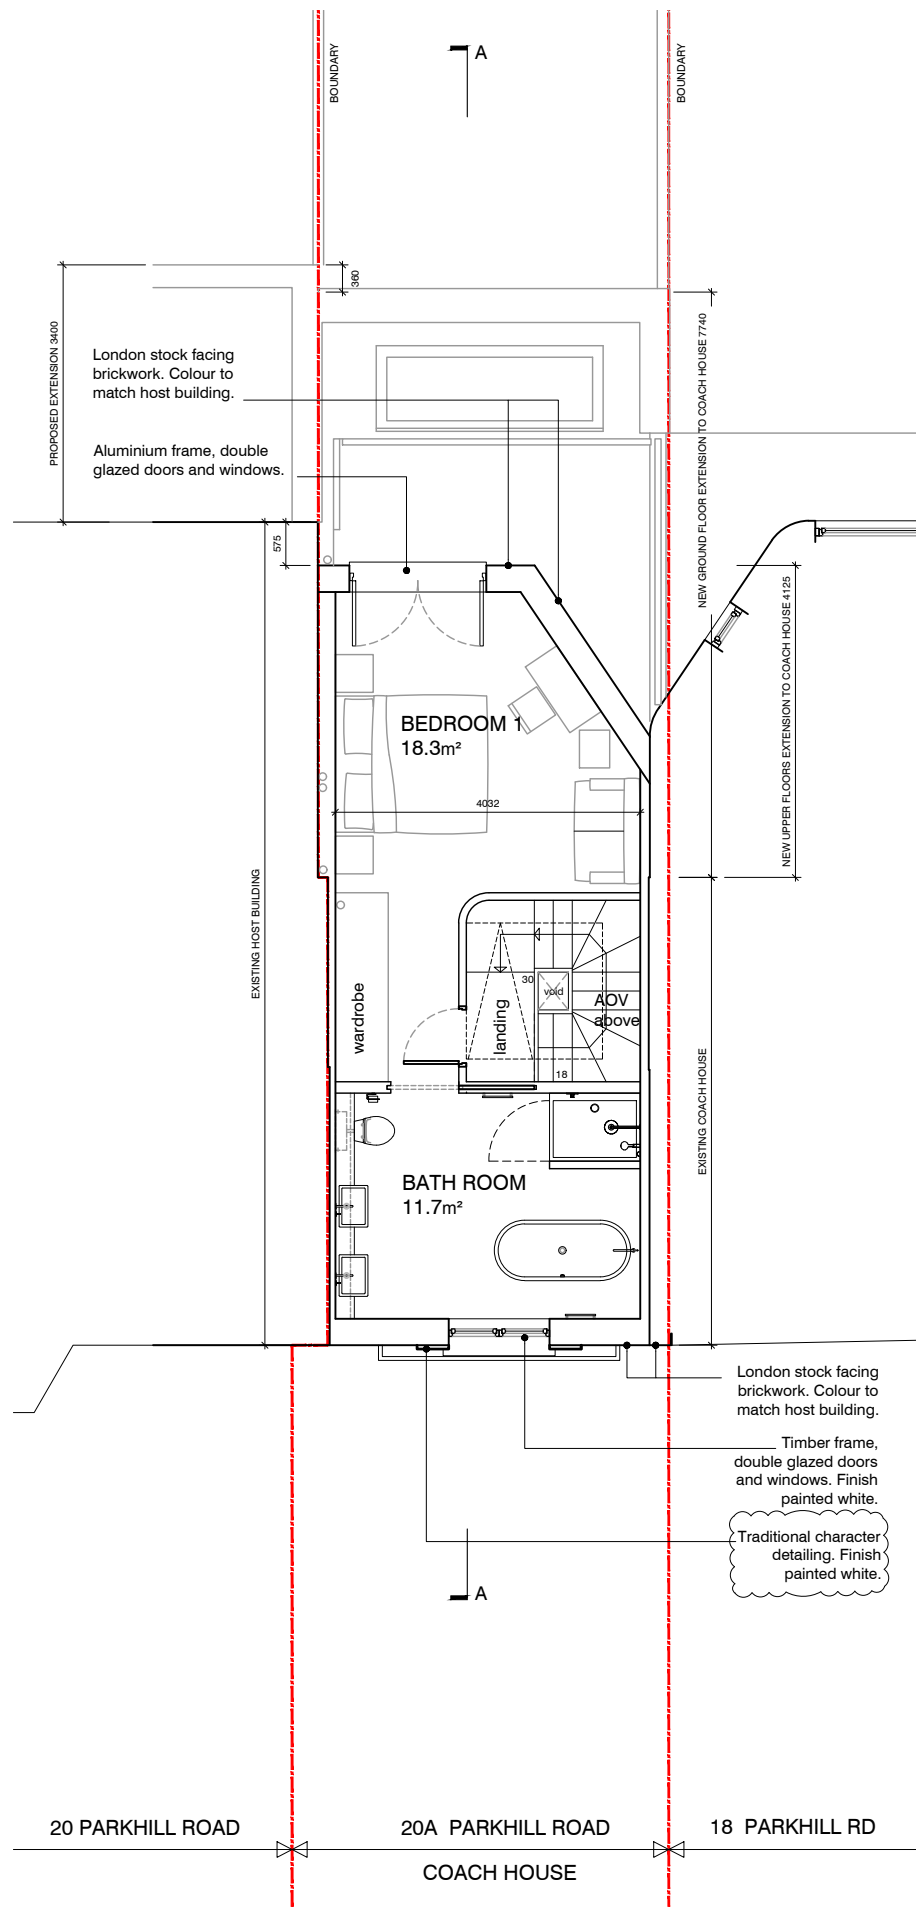 A
BOUNDARY
BOUNDARY
360
PROPOSED EXTENSION 3400
London stock facing
brickwork. Colour to
match host building.
Aluminium frame, double
glazed doors and windows.
NEW GROUND FLOOR EXTENSION TO COACH HOUSE 7740
575
NEW UPPER FLOORS EXTENSION TO COACH HOUSE 4125
BEDROOM 1
18.3m²
4032
EXISTING HOST BUILDING
wardrobe
landing
30
void
AOV
above
18
EXISTING COACH HOUSE
BATH ROOM
11.7m²
London stock facing
brickwork. Colour to
match host building.
Timber frame,
double glazed doors
and windows. Finish
painted white.
Traditional character
detailing. Finish
painted white.
A
20 PARKHILL ROAD
20A PARKHILL ROAD
18 PARKHILL RD
COACH HOUSE